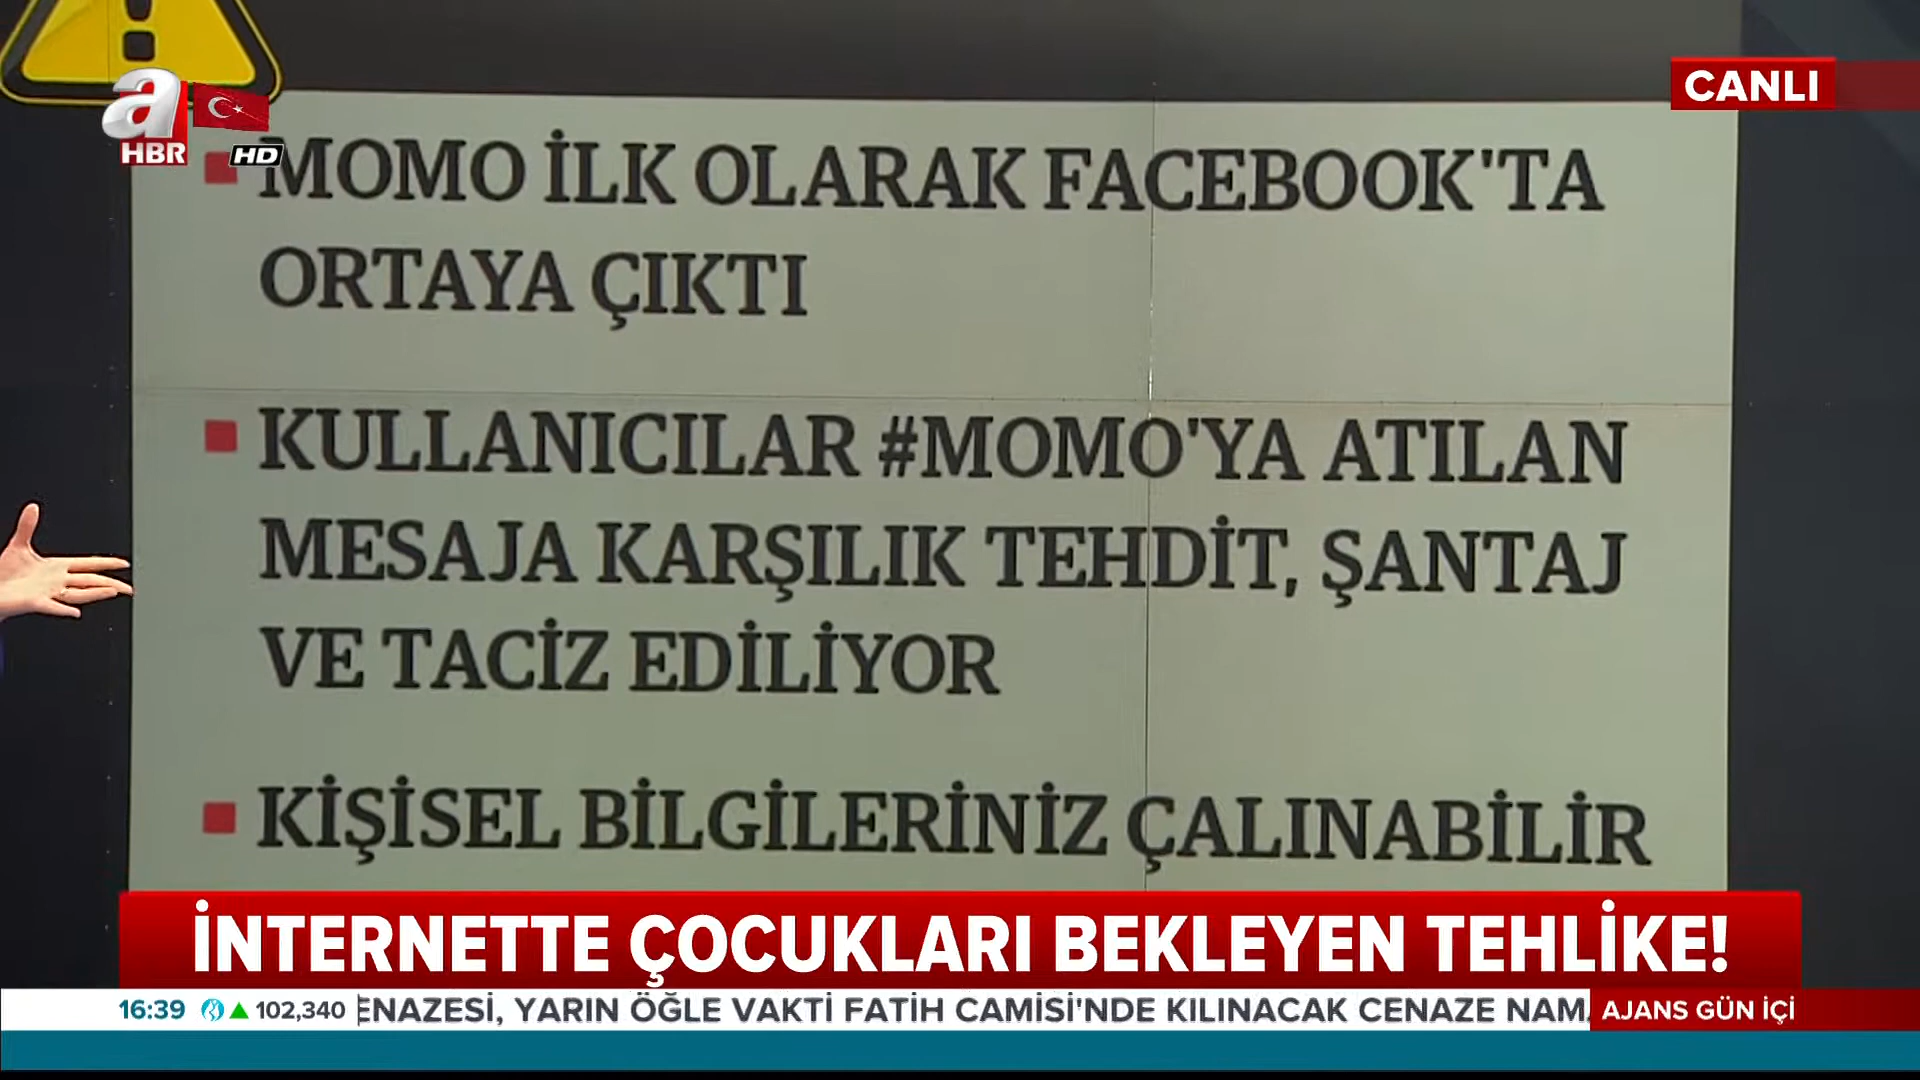 a
HBR
HD
CANLI
MOMO İLK OLARAK FACEBOOK'TA
ORTAYA ÇIKTI
KULLANICILAR #MOMO'YA ATILAN
MESAJA KARŞILIK TEHDİT, ŞANTAJ
VE TACİZ EDİLİYOR
KİŞİSEL BİLGİLERİNİZ ÇALINABİLİR
İNTERNETTE ÇOCUKLARI BEKLEYEN TEHLİKE!
16:39 102,340 ENAZESİ, YARIN ÖĞLE VAKTİ FATİH CAMİSİ'NDE KILINACAK CENAZE NAM
AJANS GÜN İÇİ